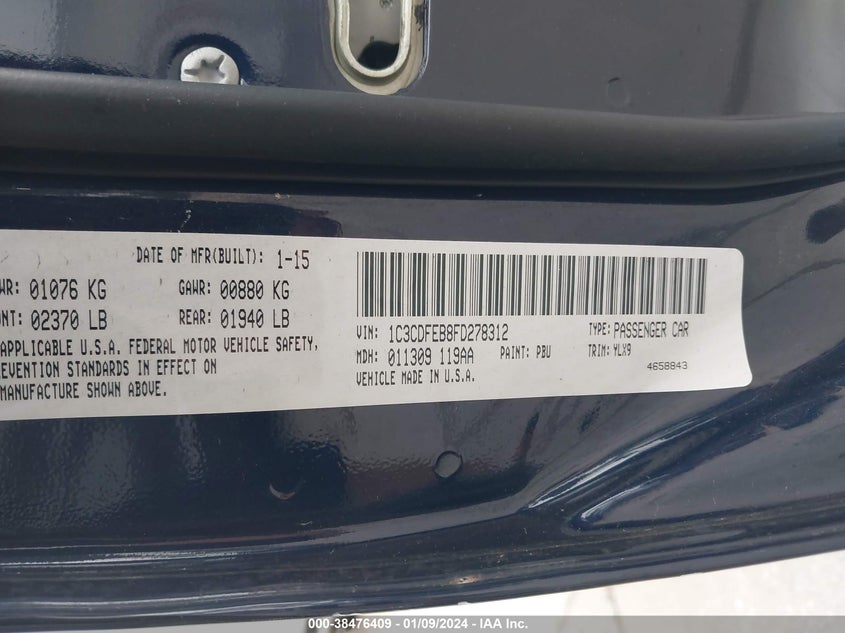 DATE OF MFR(BUILT): 1-15
WR: 01076 KG GAWR: 00880 KG
NT: 02370 LB REAR: 01940 LB
APPLICABLE U.S.A. FEDERAL MOTOR VEHICLE SAFETY,
EVENTION STANDARDS IN EFFECT ON
MANUFACTURE SHOWN ABOVE.
VIN: 1C3CDFEB8FD278312 TYPE: PASSENGER CAR
MDH: 011309 119AA PAINT: PBU TRIM: YLX9
VEHICLE MADE IN U.S.A. 4658843
000-38476409 - 01/09/2024 - IAA Inc.